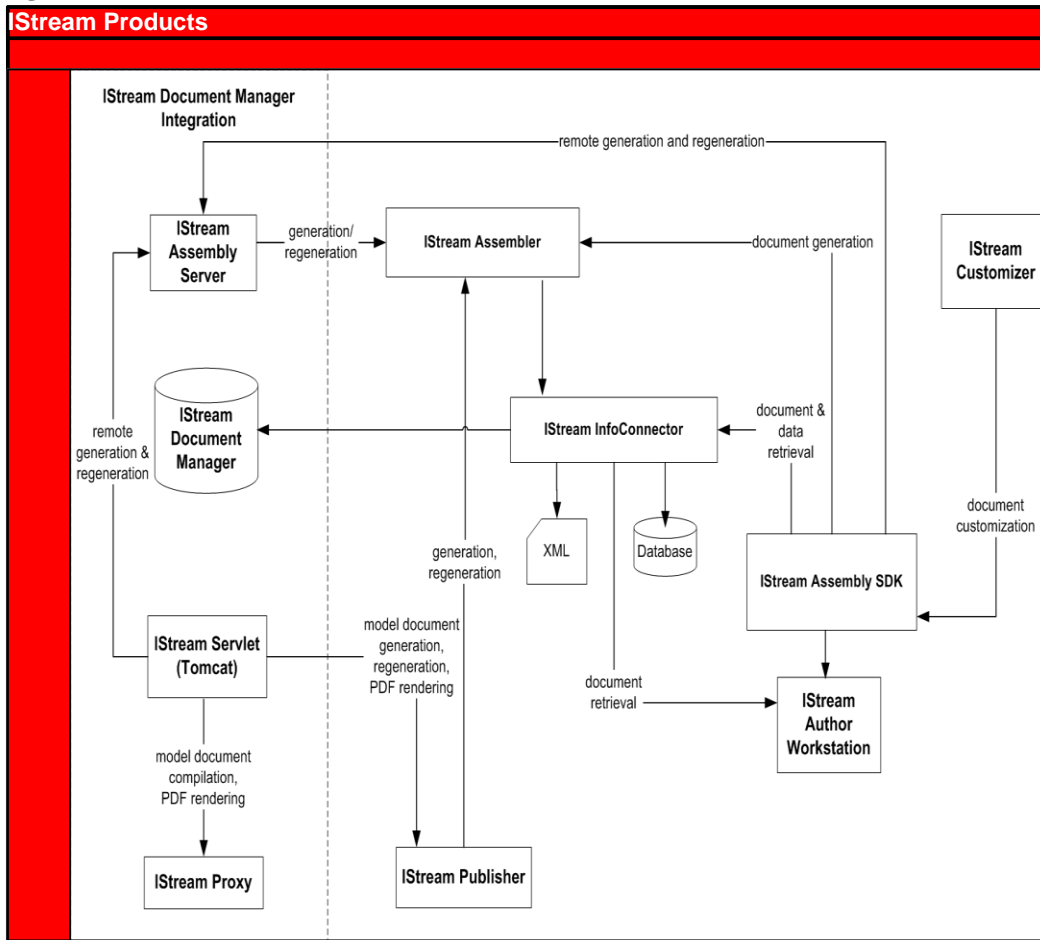 IStream Products
IStream Document Manager
Integration
remote generation and regeneration
IStream
Assembly
Server
generation/
regeneration
IStream Assembler
document generation
IStream
Customizer
IStream
Document
Manager
remote
generation &
regeneration
IStream InfoConnector
document &
data
retrieval
document
customization
XML
Database
generation,
regeneration
IStream Assembly SDK
IStream Servlet
(Tomcat)
model document
generation,
regeneration,
PDF rendering
document
retrieval
IStream
Author
Workstation
model document
compilation,
PDF rendering
IStream Proxy
IStream Publisher